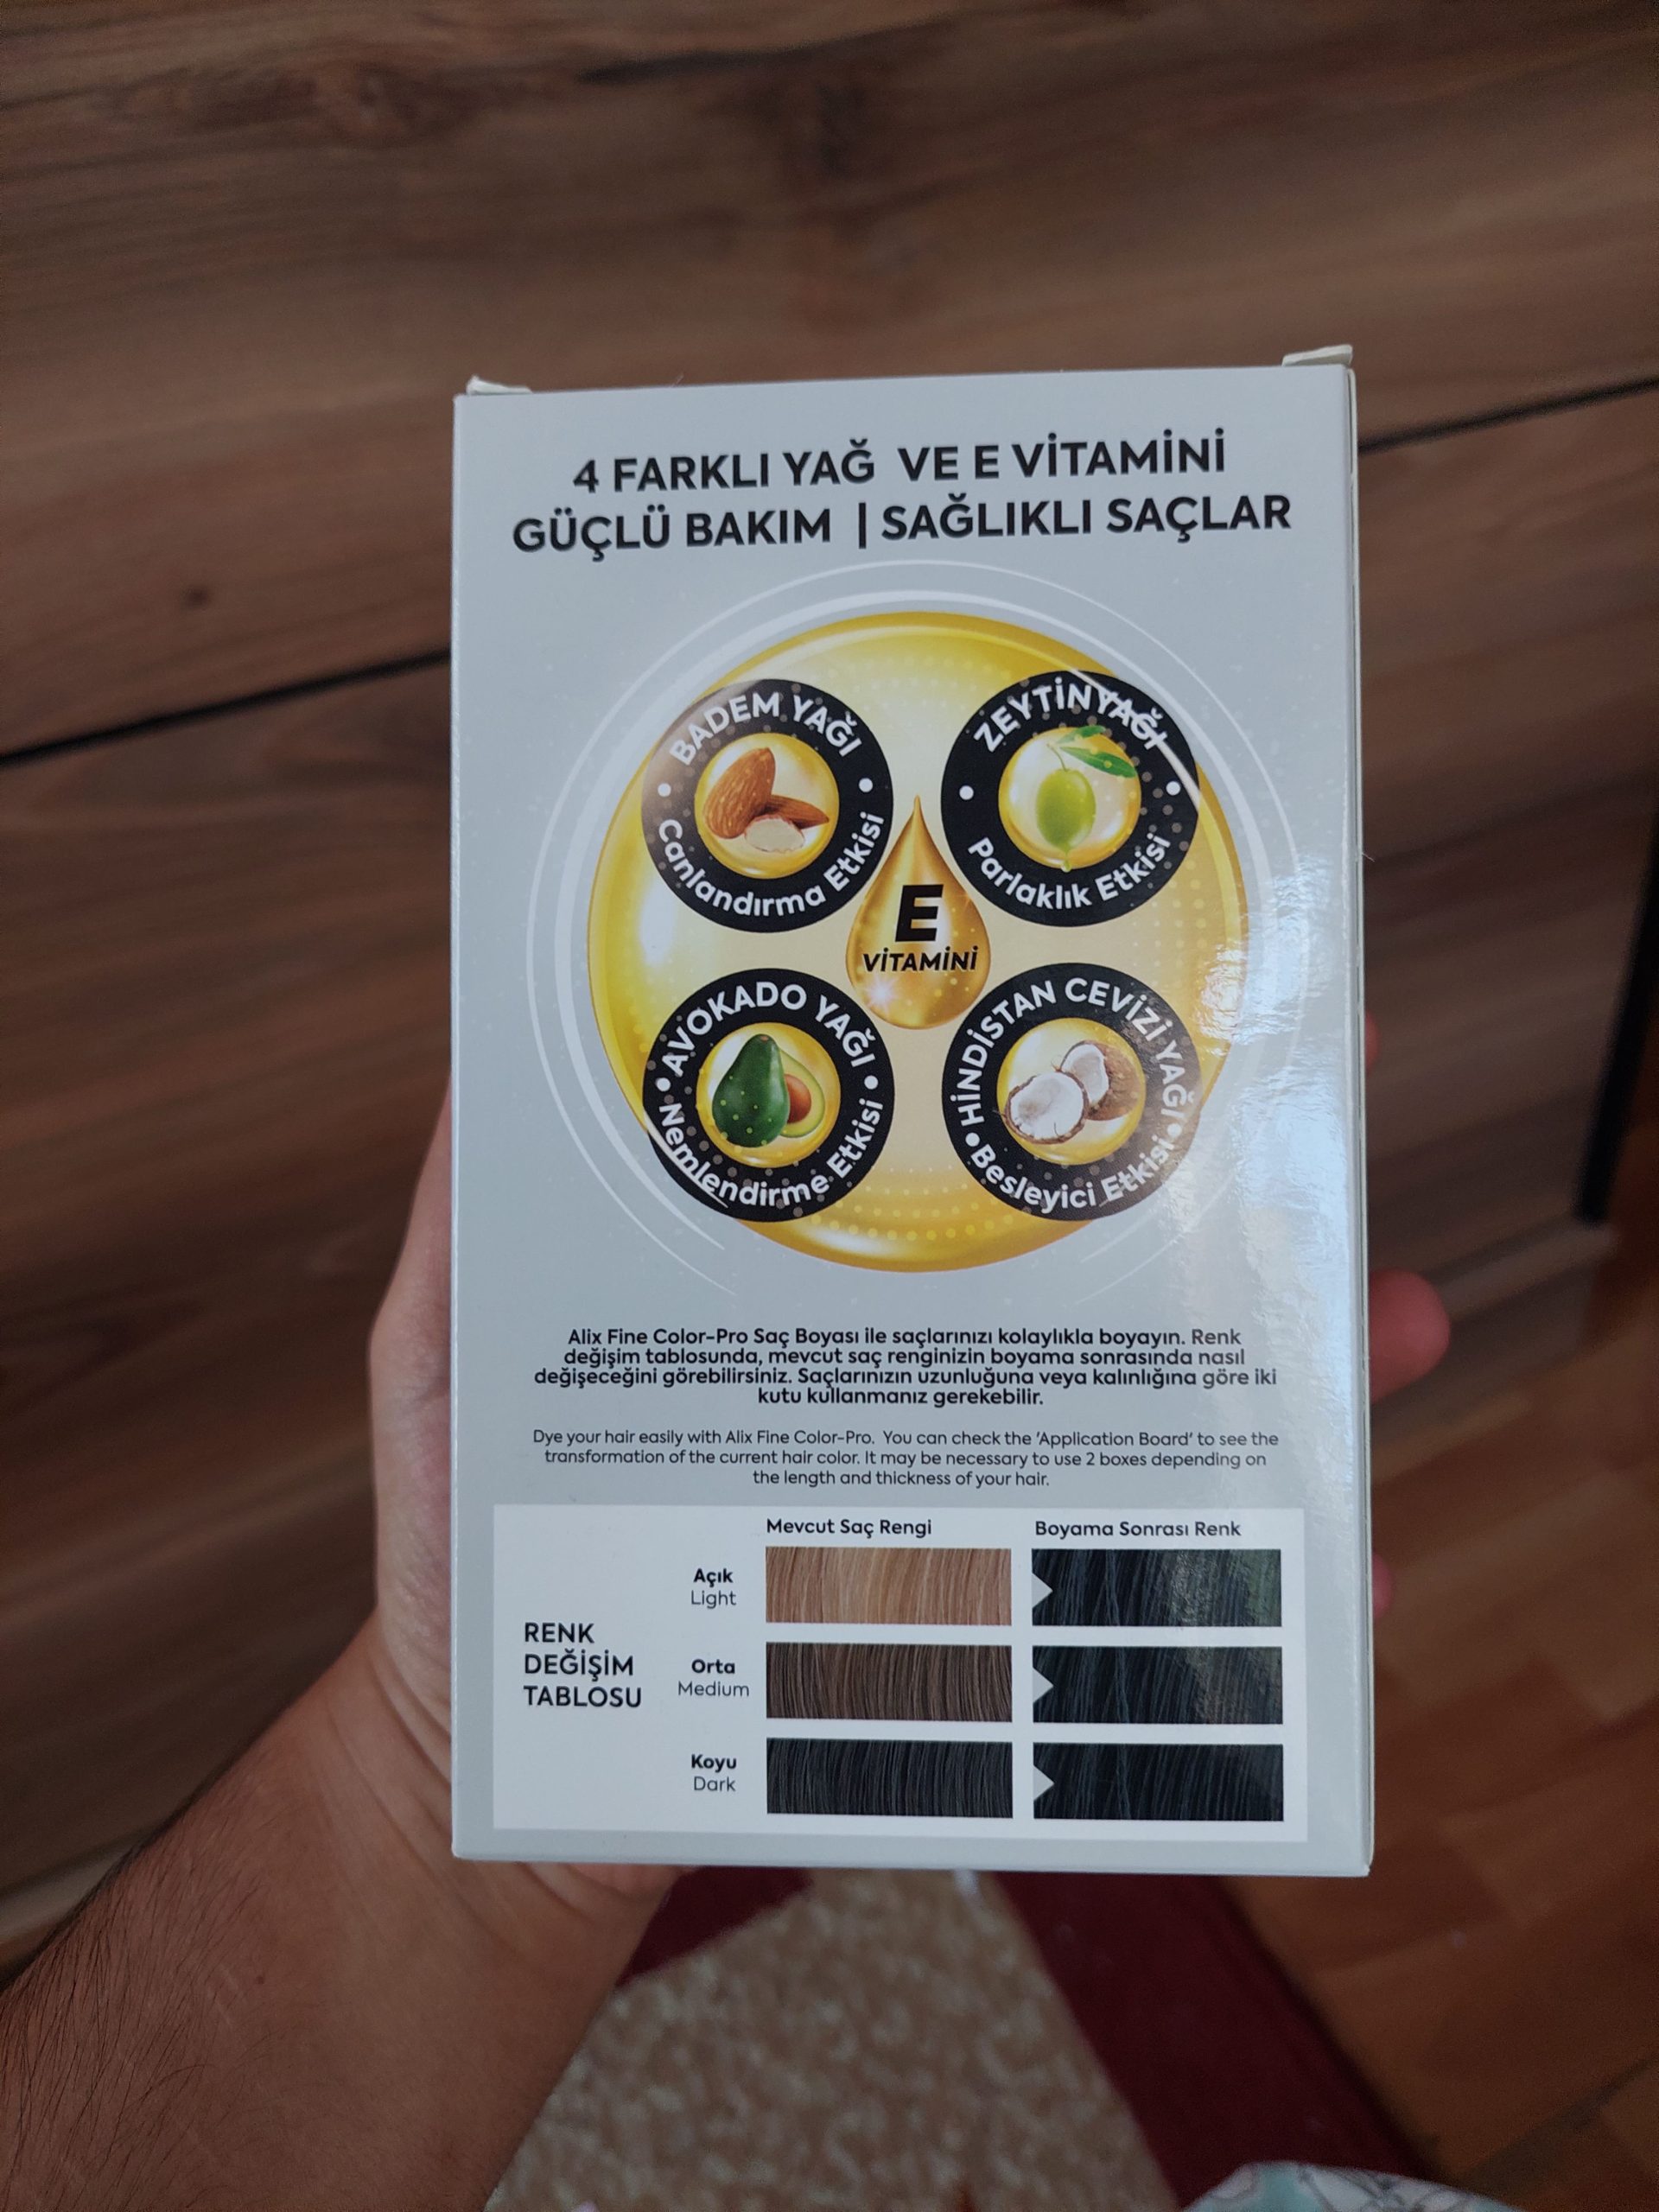 4 FARKLI YAĞ VE E VİTAMİNİ
GÜÇLÜ BAKIM | SAĞLIKLI SAÇLAR
BADEM YAĞI
Canlandırma Etkisi
ZEYTİNYAĞI
Parlaklık Etkisi
E
VİTAMİNİ
AVOKADO YAĞI
Nemlendirme Etkisi
HİNDİSTAN CEVİZİ YAĞI
Besleyici Etkisi
Alix Fine Color-Pro Saç Boyası ile saçlarınızı kolaylıkla boyayın. Renk
değişim tablosunda, mevcut saç renginizin boyama sonrasında nasıl
değişeceğini görebilirsiniz. Saçlarınızın uzunluğuna veya kalınlığına göre iki
kutu kullanmanız gerekebilir.
Dye your hair easily with Alix Fine Color-Pro. You can check the 'Application Board' to see the
transformation of the current hair color. It may be necessary to use 2 boxes depending on
the length and thickness of your hair.
Mevcut Saç Rengi
Boyama Sonrası Renk
RENK
DEĞİŞİM
TABLOSU
Açık
Light
Orta
Medium
Koyu
Dark